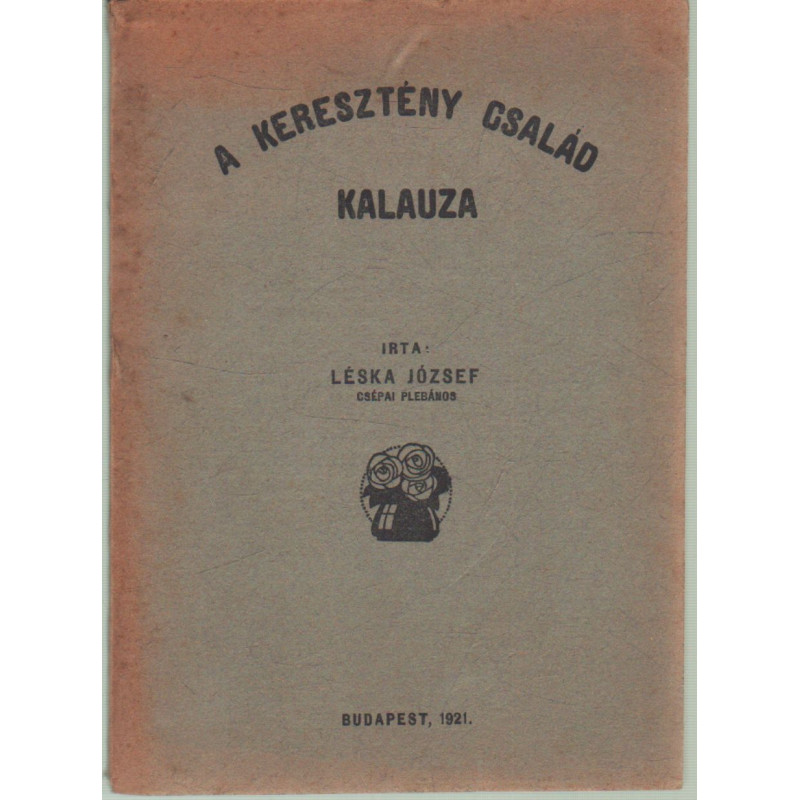 A KERESZTÉNY CSALÁD
KALAUZA
IRTA:
LÉSKA JÓZSEF
CSÉPAI PLEBÁNOS
BUDAPEST, 1921.